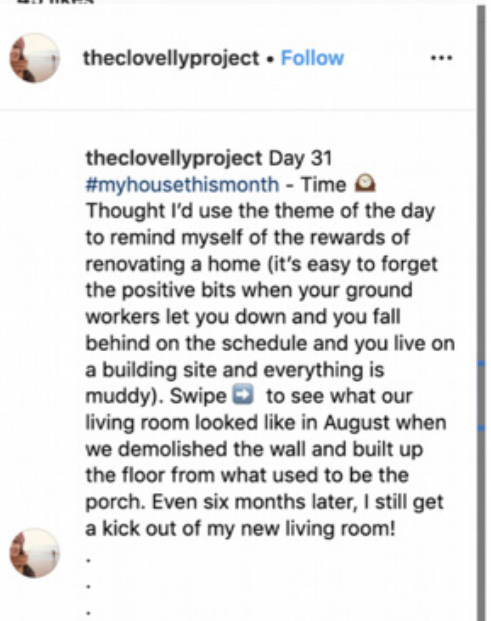 theclovellyproject • Follow
theclovellyproject Day 31
#myhousethismonth - Time 🕰️
Thought I'd use the theme of the day
to remind myself of the rewards of
renovating a home (it's easy to forget
the positive bits when your ground
workers let you down and you fall
behind on the schedule and you live on
a building site and everything is
muddy). Swipe ➡️ to see what our
living room looked like in August when
we demolished the wall and built up
the floor from what used to be the
porch. Even six months later, I still get
a kick out of my new living room!
.
.
.